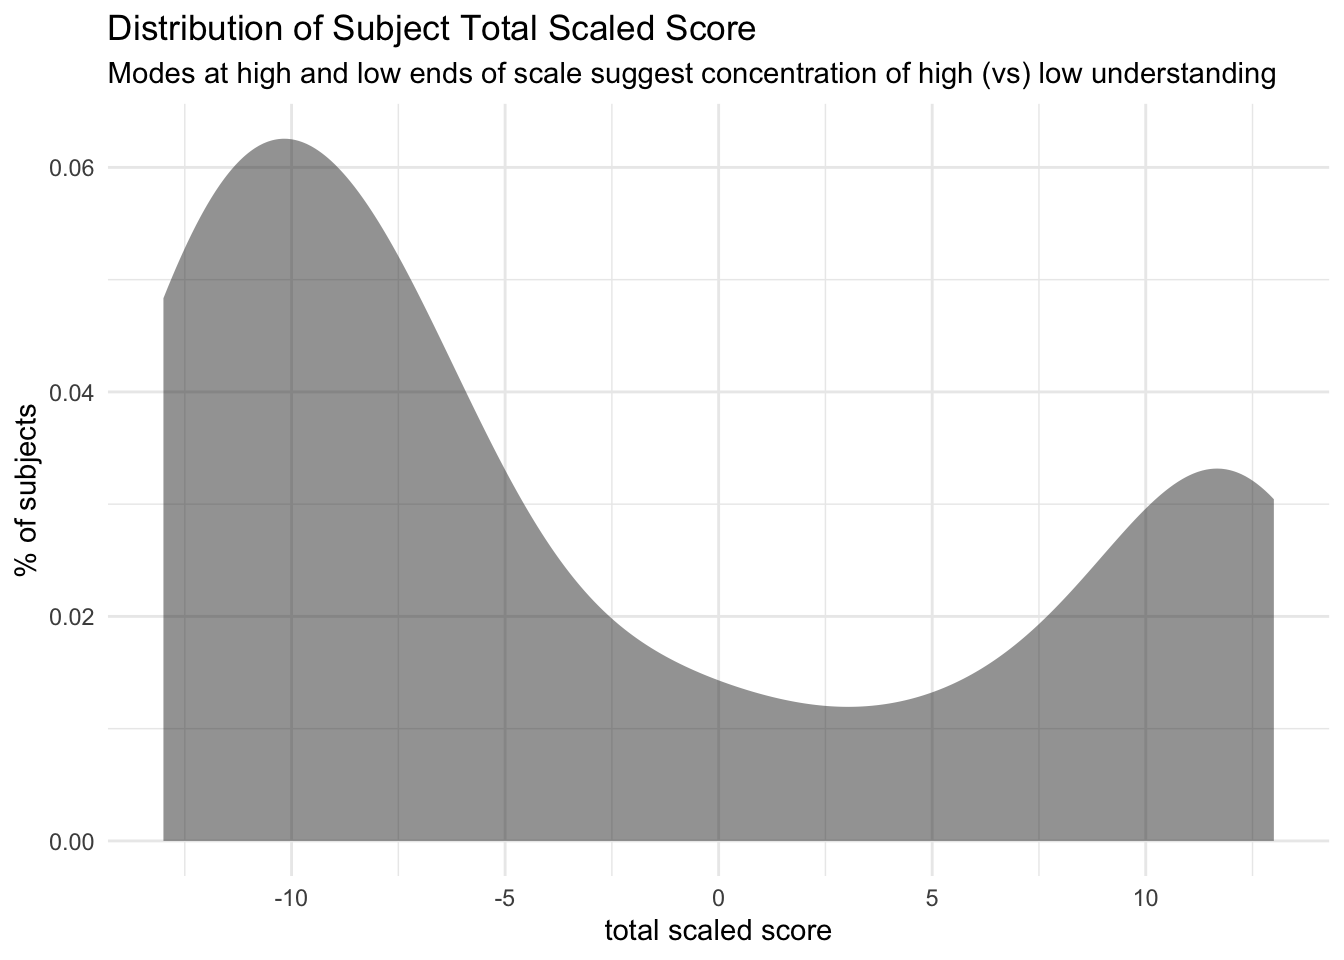 Distribution of Subject Total Scaled Score
Modes at high and low ends of scale suggest concentration of high (vs) low understanding
% of subjects
0.06
0.04
0.02
0.00
-10
-5
0
5
10
total scaled score